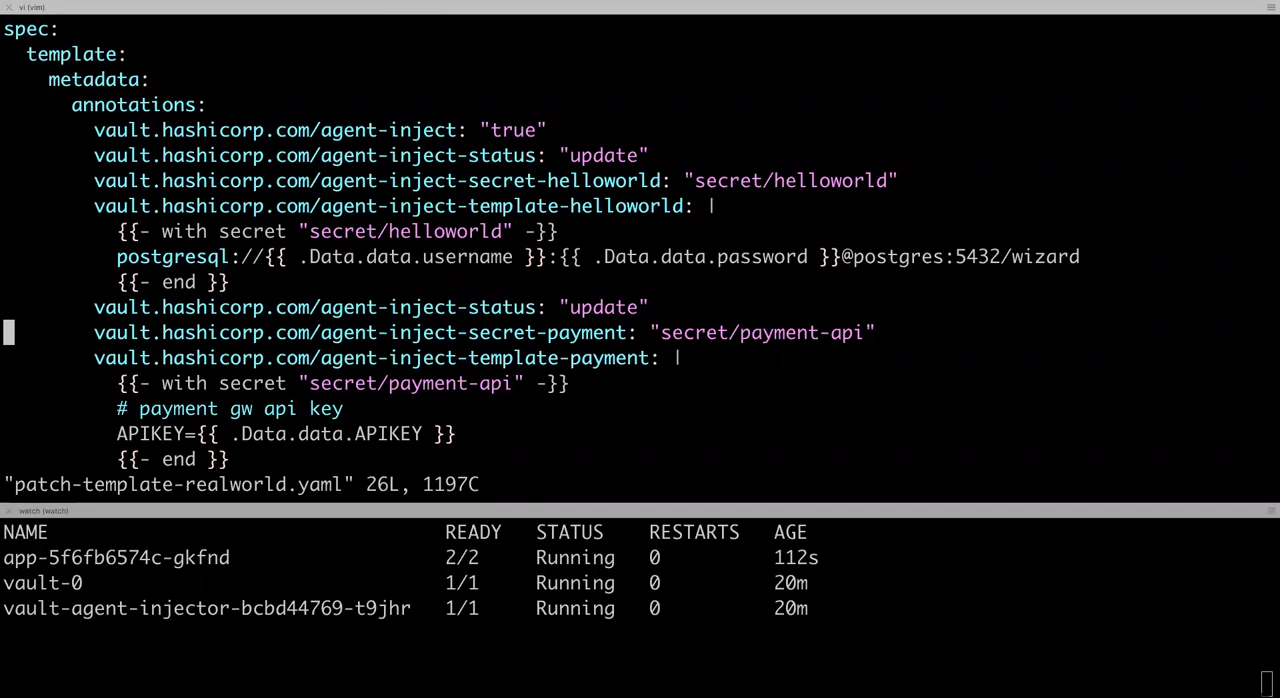 vi (vim)
spec:
  template:
    metadata:
      annotations:
        vault.hashicorp.com/agent-inject: "true"
        vault.hashicorp.com/agent-inject-status: "update"
        vault.hashicorp.com/agent-inject-secret-helloworld: "secret/helloworld"
        vault.hashicorp.com/agent-inject-template-helloworld: |
          {{- with secret "secret/helloworld" -}}
          postgresql://{{ .Data.data.username }}:{{ .Data.data.password }}@postgres:5432/wizard
          {{- end }}
        vault.hashicorp.com/agent-inject-status: "update"
        vault.hashicorp.com/agent-inject-secret-payment: "secret/payment-api"
        vault.hashicorp.com/agent-inject-template-payment: |
          {{- with secret "secret/payment-api" -}}
          # payment gw api key
          APIKEY={{ .Data.data.APIKEY }}
          {{- end }}
"patch-template-realworld.yaml" 26L, 1197C
watch (watch)
NAME READY STATUS RESTARTS AGE
app-5f6fb6574c-gkfnd 2/2 Running 0 112s
vault-0 1/1 Running 0 20m
vault-agent-injector-bcbd44769-t9jhr 1/1 Running 0 20m